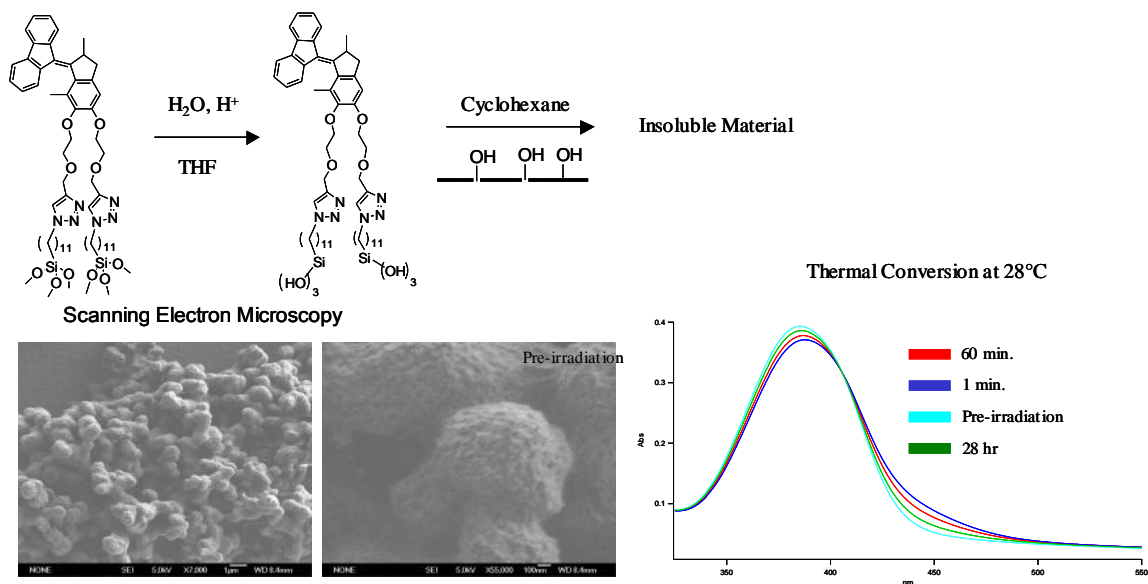 H₂O, H⁺
THF
Cyclohexane
OH OH OH
Insoluble Material
O O
O O
N N
N-N N-N
( )11 ( )11
Si Si
O O O O O O
O O
O O
N N
N-N N-N
( )11 ( )11
Si Si
(HO)3 (OH)3
Scanning Electron Microscopy
NONE SEI 5.0kV X7,000 1μm WD 8.4mm
Pre-irradiation
NONE SEI 5.0kV X55,000 100nm WD 8.4mm
Thermal Conversion at 28°C
60 min.
1 min.
Pre-irradiation
28 hr
0.4
0.3
0.2
0.1
Abs
350 400 450 500 550
nm